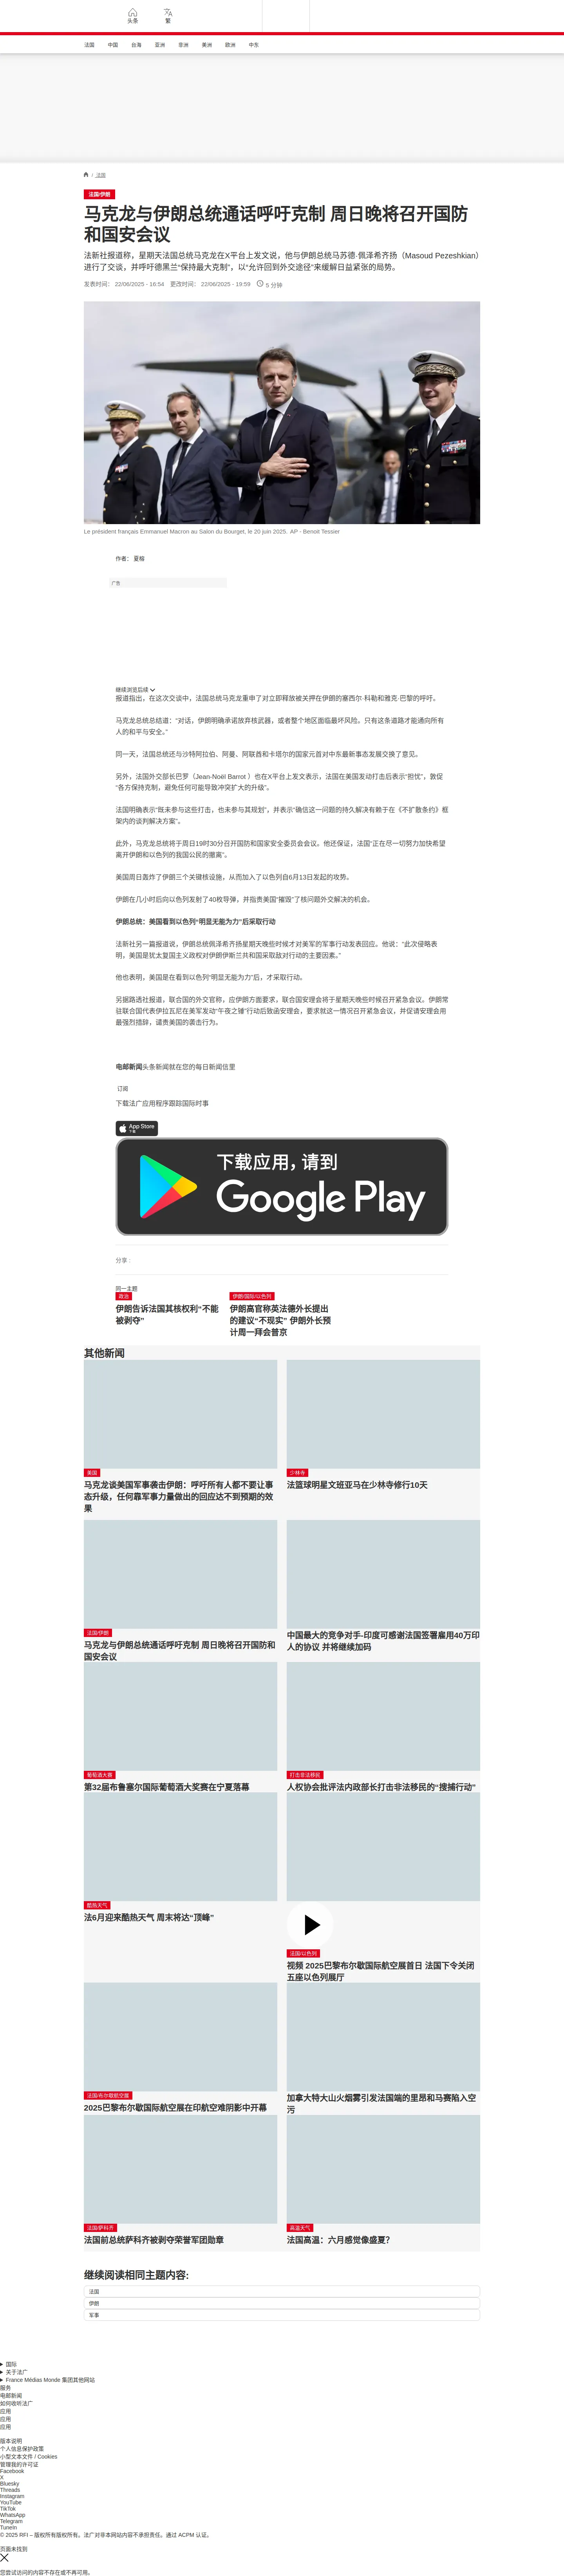 头条
繁
法国
中国
台海
亚洲
非洲
美洲
欧洲
中东
/ 法国
法国/伊朗
马克龙与伊朗总统通话呼吁克制 周日晚将召开国防
和国安会议
法新社报道称，星期天法国总统马克龙在X平台上发文说，他与伊朗总统马苏德·佩泽希齐扬（Masoud Pezeshkian）
进行了交谈，并呼吁德黑兰“保持最大克制”，以“允许回到外交途径”来缓解日益紧张的局势。
发表时间： 22/06/2025 - 16:54 更改时间： 22/06/2025 - 19:59 5 分钟
Le président français Emmanuel Macron au Salon du Bourget, le 20 juin 2025. AP - Benoit Tessier
作者： 夏榕
广告
继续浏览后续
报道指出，在这次交谈中，法国总统马克龙重申了对立即释放被关押在伊朗的塞西尔·科勒和雅克·巴黎的呼吁。
马克龙总统总结道：“对话，伊朗明确承诺放弃核武器，或者整个地区面临最坏风险。只有这条道路才能通向所有
人的和平与安全。”
同一天，法国总统还与沙特阿拉伯、阿曼、阿联酋和卡塔尔的国家元首对中东最新事态发展交换了意见。
另外，法国外交部长巴罗（Jean-Noël Barrot ）也在X平台上发文表示，法国在美国发动打击后表示“担忧”，敦促
“各方保持克制，避免任何可能导致冲突扩大的升级”。
法国明确表示“既未参与这些打击，也未参与其规划”，并表示“确信这一问题的持久解决有赖于在《不扩散条约》框
架内的谈判解决方案”。
此外，马克龙总统将于周日19时30分召开国防和国家安全委员会会议。他还保证，法国“正在尽一切努力加快希望
离开伊朗和以色列的我国公民的撤离”。
美国周日轰炸了伊朗三个关键核设施，从而加入了以色列自6月13日发起的攻势。
伊朗在几小时后向以色列发射了40枚导弹，并指责美国“摧毁”了核问题外交解决的机会。
伊朗总统：美国看到以色列“明显无能为力”后采取行动
法新社另一篇报道说，伊朗总统佩泽希齐扬星期天晚些时候才对美军的军事行动发表回应。他说：“此次侵略表
明，美国是犹太复国主义政权对伊朗伊斯兰共和国采取敌对行动的主要因素。”
他也表明，美国是在看到以色列“明显无能为力”后，才采取行动。
另据路透社报道，联合国的外交官称，应伊朗方面要求，联合国安理会将于星期天晚些时候召开紧急会议。伊朗常
驻联合国代表伊拉瓦尼在美军发动“午夜之锤”行动后致函安理会，要求就这一情况召开紧急会议，并促请安理会用
最强烈措辞，谴责美国的袭击行为。
电邮新闻头条新闻就在您的每日新闻信里
订阅
下载法广应用程序跟踪国际时事
App Store
下载
下载应用，请到
Google Play
分享 :
同一主题
政治
伊朗告诉法国其核权利“不能
被剥夺”
伊朗/国际/以色列
伊朗高官称英法德外长提出
的建议“不现实” 伊朗外长预
计周一拜会普京
其他新闻
美国
马克龙谈美国军事袭击伊朗：呼吁所有人都不要让事
态升级，任何靠军事力量做出的回应达不到预期的效
果
少林寺
法篮球明星文班亚马在少林寺修行10天
法国/伊朗
马克龙与伊朗总统通话呼吁克制 周日晚将召开国防和
国安会议
中国最大的竞争对手-印度可感谢法国签署雇用40万印
人的协议 并将继续加码
葡萄酒大赛
第32届布鲁塞尔国际葡萄酒大奖赛在宁夏落幕
打击非法移民
人权协会批评法内政部长打击非法移民的“搜捕行动”
酷热天气
法6月迎来酷热天气 周末将达“顶峰”
法国/以色列
视频 2025巴黎布尔歇国际航空展首日 法国下令关闭
五座以色列展厅
法国/布尔歇航空展
2025巴黎布尔歇国际航空展在印航空难阴影中开幕
加拿大特大山火烟雾引发法国端的里昂和马赛陷入空
污
法国/萨科齐
法国前总统萨科齐被剥夺荣誉军团勋章
高温天气
法国高温：六月感觉像盛夏？
继续阅读相同主题内容:
法国
伊朗
军事
国际
关于法广
France Médias Monde 集团其他网站
服务
电邮新闻
如何收听法广
应用
应用
应用
版本说明
个人信息保护政策
小型文本文件 / Cookies
管理我的许可证
Facebook
X
Bluesky
Threads
Instagram
YouTube
TikTok
WhatsApp
Telegram
TuneIn
© 2025 RFI – 版权所有版权所有。法广对非本网站内容不承担责任。通过 ACPM 认证。
页面未找到
您尝试访问的内容不存在或不再可用。